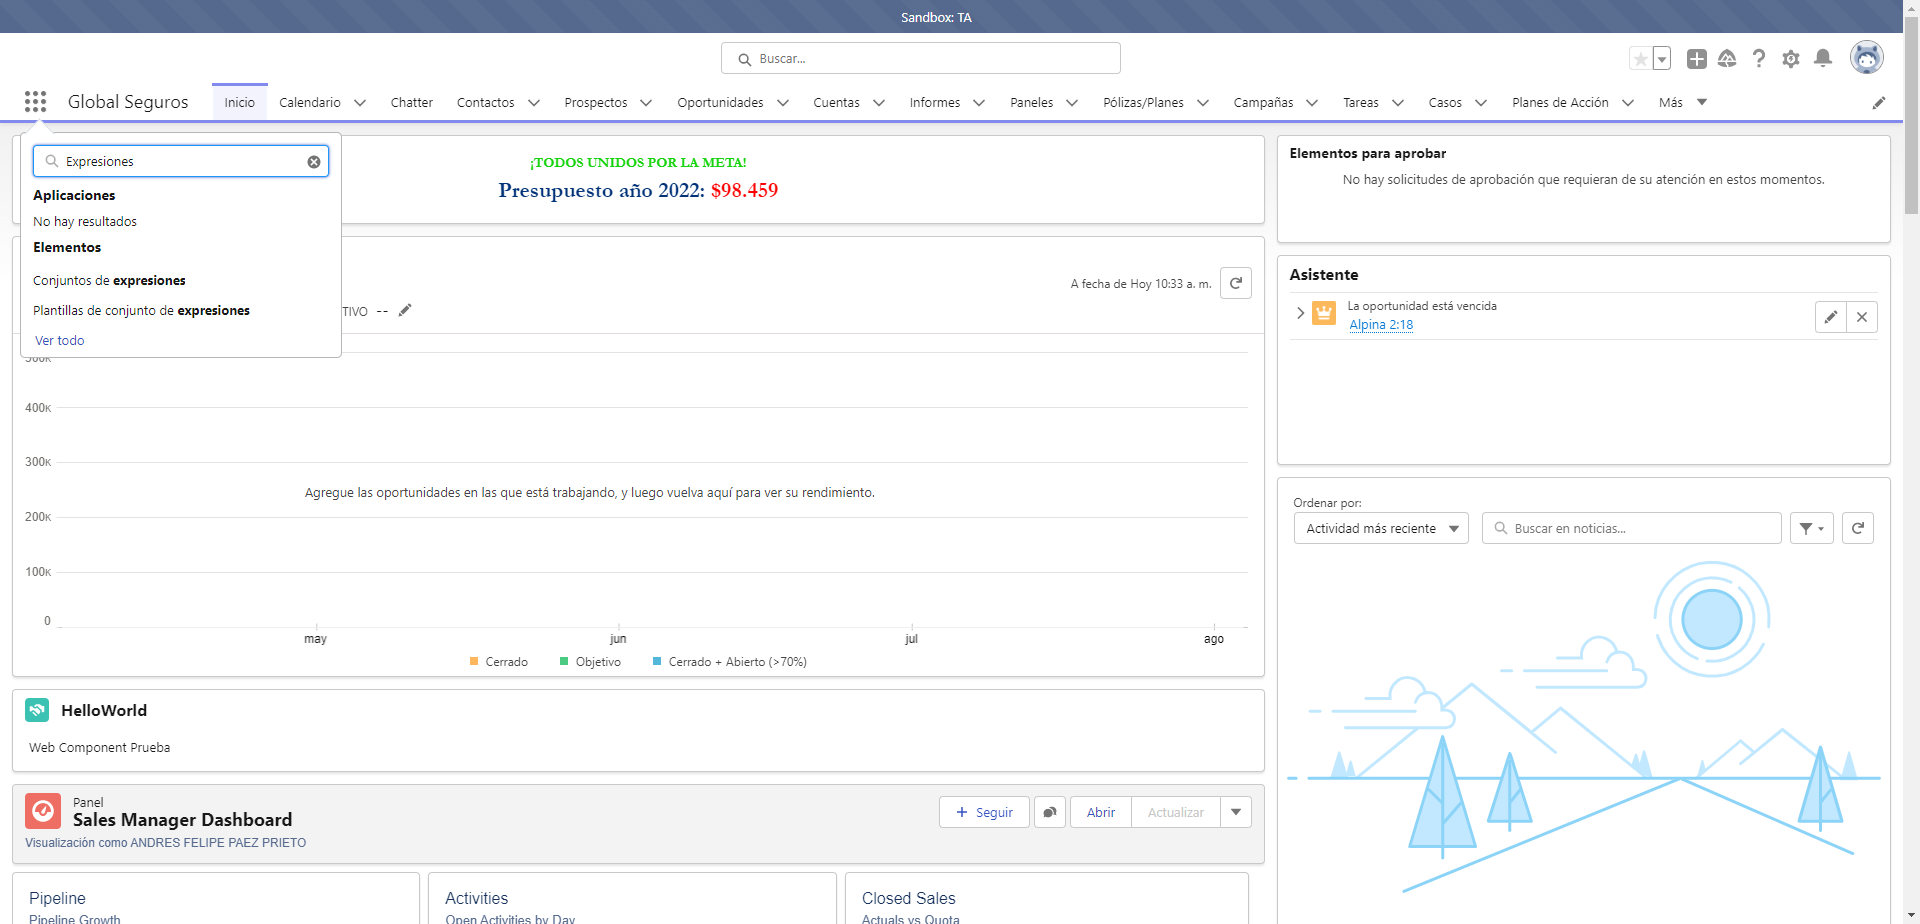 Sandbox: TA
Buscar...
Global Seguros
Inicio
Calendario
Chatter
Contactos
Prospectos
Oportunidades
Cuentas
Informes
Paneles
Pólizas/Planes
Campañas
Tareas
Casos
Planes de Acción
Más
Expresiones
Aplicaciones
No hay resultados
Elementos
Conjuntos de expresiones
Plantillas de conjunto de expresiones
Ver todo
¡TODOS UNIDOS POR LA META!
Presupuesto año 2022: $98.459
A fecha de Hoy 10:33 a. m.
TIVO --
500K
400K
300K
200K
100K
0
Agregue las oportunidades en las que está trabajando, y luego vuelva aquí para ver su rendimiento.
may
jun
jul
ago
Cerrado
Objetivo
Cerrado + Abierto (>70%)
HelloWorld
Web Component Prueba
Panel
Sales Manager Dashboard
Visualización como ANDRES FELIPE PAEZ PRIETO
Seguir
Abrir
Actualizar
Pipeline
Pipeline Growth
Activities
Open Activities by Day
Closed Sales
Actuals vs Quota
Elementos para aprobar
No hay solicitudes de aprobación que requieran de su atención en estos momentos.
Asistente
La oportunidad está vencida
Alpina 2:18
Ordenar por:
Actividad más reciente
Buscar en noticias...